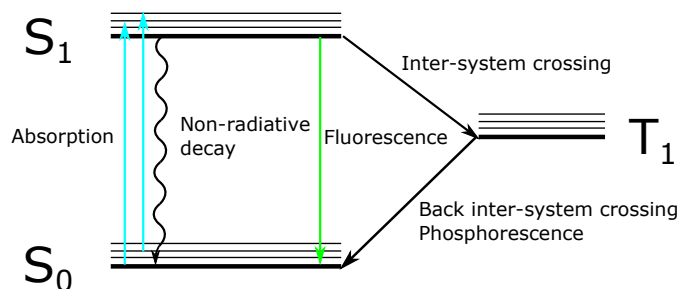 S1
Inter-system crossing
Absorption
Non-radiative
decay
Fluorescence
T1
Back inter-system crossing
Phosphorescence
S0